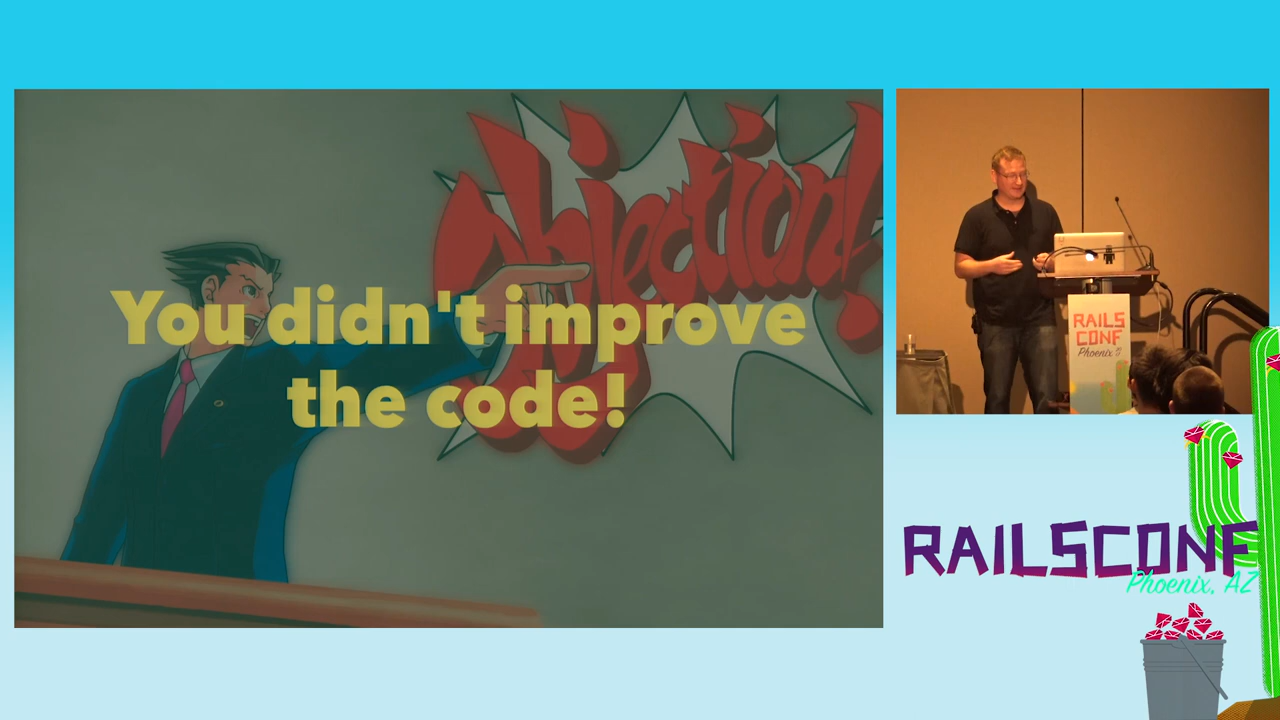 Objection!
You didn't improve
the code!
RAILS
CONF
Phoenix
RAILSCONF
Phoenix, AZ